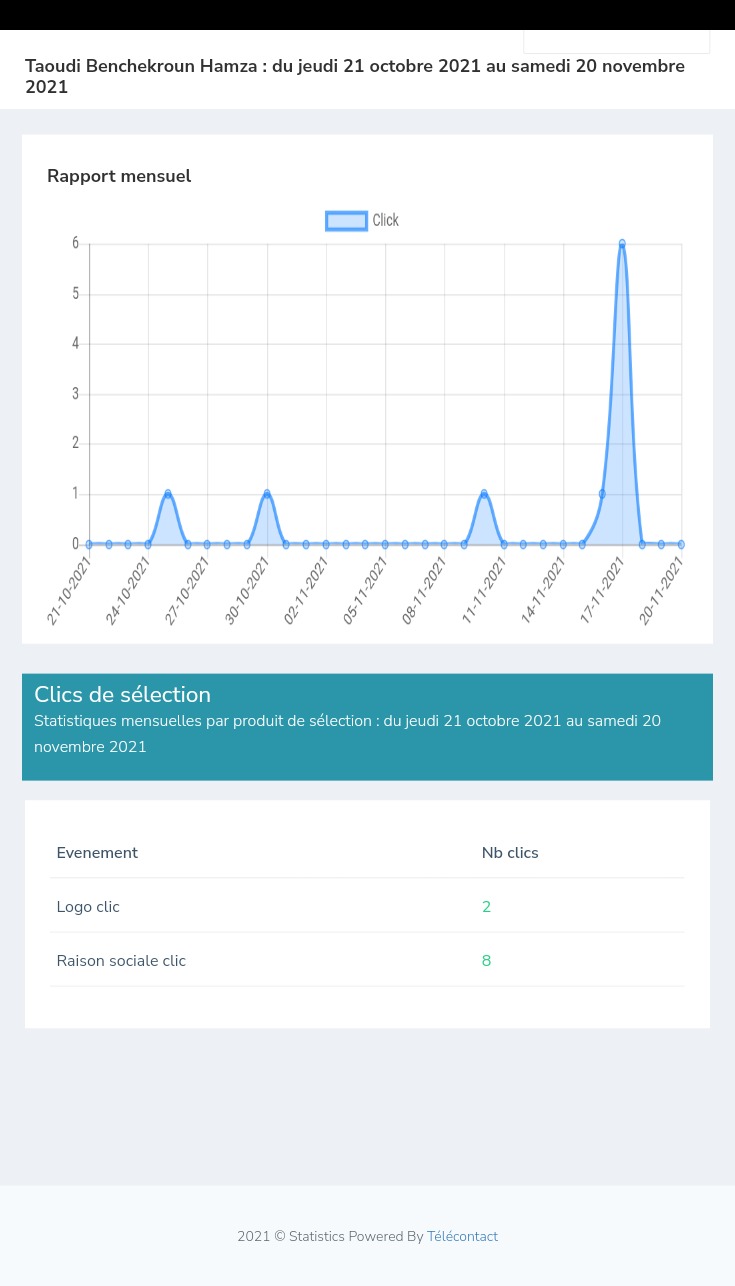 Taoudi Benchekroun Hamza : du jeudi 21 octobre 2021 au samedi 20 novembre
2021
Rapport mensuel
Click
6
5
4
3
2
1
0
21-10-2021
24-10-2021
27-10-2021
30-10-2021
02-11-2021
05-11-2021
08-11-2021
11-11-2021
14-11-2021
17-11-2021
20-11-2021
Clics de sélection
Statistiques mensuelles par produit de sélection : du jeudi 21 octobre 2021 au samedi 20
novembre 2021
Evenement Nb clics
Logo clic 2
Raison sociale clic 8
2021 © Statistics Powered By Télécontact